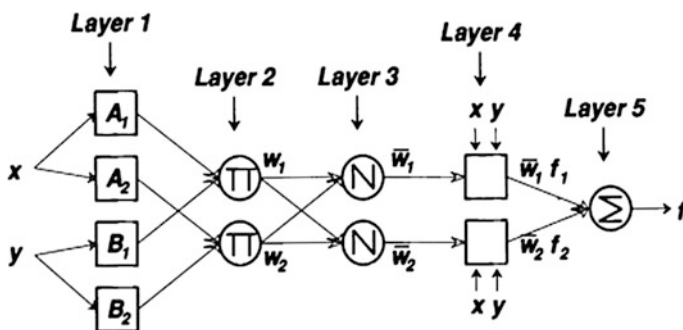 Layer 1
Layer 4
Layer 2
Layer 3
x y
Layer 5
A₁
w₁
w̅₁
w̅₁ f₁
Π
N
x
A₂
Σ
f
y
B₁
Π
N
w₂
w̅₂
w̅₂ f₂
B₂
x y